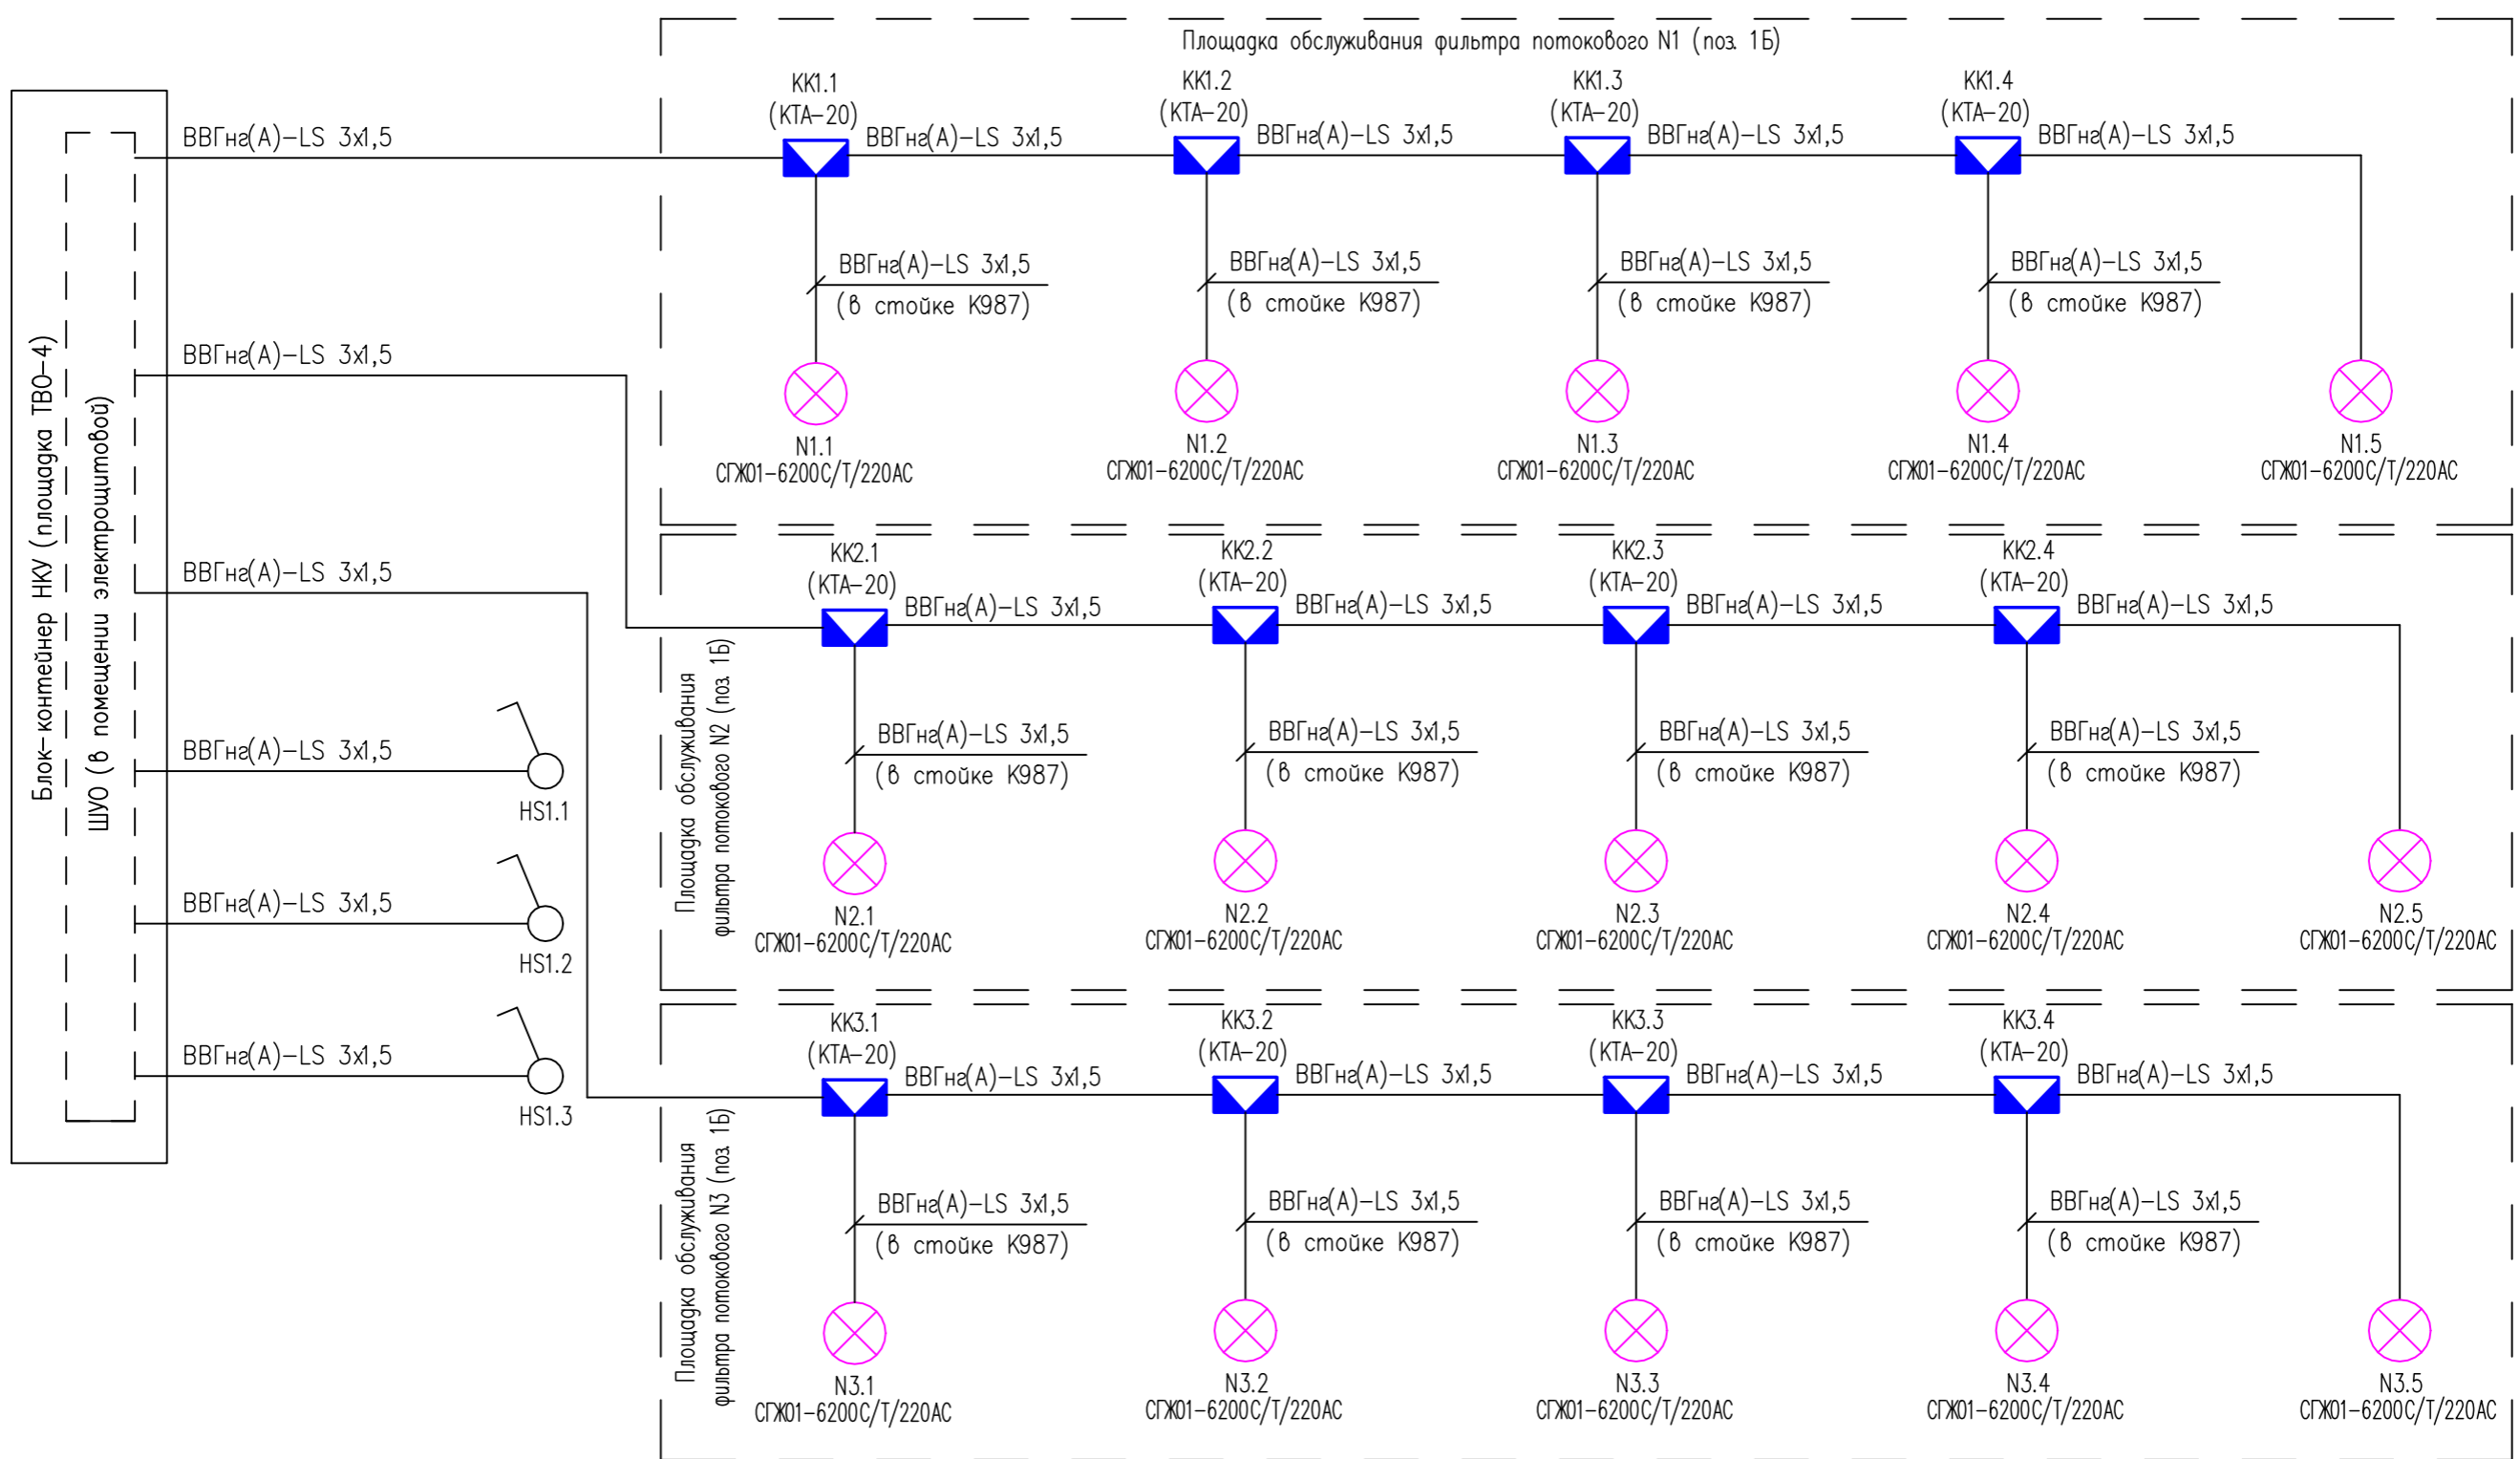 Площадка обслуживания фильтра потокового N1 (поз. 1Б)
КК1.1
(КТА-20)
КК1.2
(КТА-20)
КК1.3
(КТА-20)
КК1.4
(КТА-20)
ВВГнг(А)-LS 3х1,5
ВВГнг(А)-LS 3х1,5
ВВГнг(А)-LS 3х1,5
ВВГнг(А)-LS 3х1,5
ВВГнг(А)-LS 3х1,5
ВВГнг(А)-LS 3х1,5
(в стойке К987)
ВВГнг(А)-LS 3х1,5
(в стойке К987)
ВВГнг(А)-LS 3х1,5
(в стойке К987)
ВВГнг(А)-LS 3х1,5
(в стойке К987)
N1.1
СГЖ01-6200С/Т/220АС
N1.2
СГЖ01-6200С/Т/220АС
N1.3
СГЖ01-6200С/Т/220АС
N1.4
СГЖ01-6200С/Т/220АС
N1.5
СГЖ01-6200С/Т/220АС
Блок-контейнер НКУ (площадка ТВО-4)
ШУО (в помещении электрощитовой)
ВВГнг(А)-LS 3х1,5
ВВГнг(А)-LS 3х1,5
ВВГнг(А)-LS 3х1,5
HS1.1
ВВГнг(А)-LS 3х1,5
HS1.2
ВВГнг(А)-LS 3х1,5
HS1.3
Площадка обслуживания
фильтра потокового N2 (поз. 1Б)
КК2.1
(КТА-20)
КК2.2
(КТА-20)
КК2.3
(КТА-20)
КК2.4
(КТА-20)
ВВГнг(А)-LS 3х1,5
ВВГнг(А)-LS 3х1,5
ВВГнг(А)-LS 3х1,5
ВВГнг(А)-LS 3х1,5
ВВГнг(А)-LS 3х1,5
(в стойке К987)
ВВГнг(А)-LS 3х1,5
(в стойке К987)
ВВГнг(А)-LS 3х1,5
(в стойке К987)
ВВГнг(А)-LS 3х1,5
(в стойке К987)
N2.1
СГЖ01-6200С/Т/220АС
N2.2
СГЖ01-6200С/Т/220АС
N2.3
СГЖ01-6200С/Т/220АС
N2.4
СГЖ01-6200С/Т/220АС
N2.5
СГЖ01-6200С/Т/220АС
Площадка обслуживания
фильтра потокового N3 (поз. 1Б)
КК3.1
(КТА-20)
КК3.2
(КТА-20)
КК3.3
(КТА-20)
КК3.4
(КТА-20)
ВВГнг(А)-LS 3х1,5
ВВГнг(А)-LS 3х1,5
ВВГнг(А)-LS 3х1,5
ВВГнг(А)-LS 3х1,5
ВВГнг(А)-LS 3х1,5
(в стойке К987)
ВВГнг(А)-LS 3х1,5
(в стойке К987)
ВВГнг(А)-LS 3х1,5
(в стойке К987)
ВВГнг(А)-LS 3х1,5
(в стойке К987)
N3.1
СГЖ01-6200С/Т/220АС
N3.2
СГЖ01-6200С/Т/220АС
N3.3
СГЖ01-6200С/Т/220АС
N3.4
СГЖ01-6200С/Т/220АС
N3.5
СГЖ01-6200С/Т/220АС